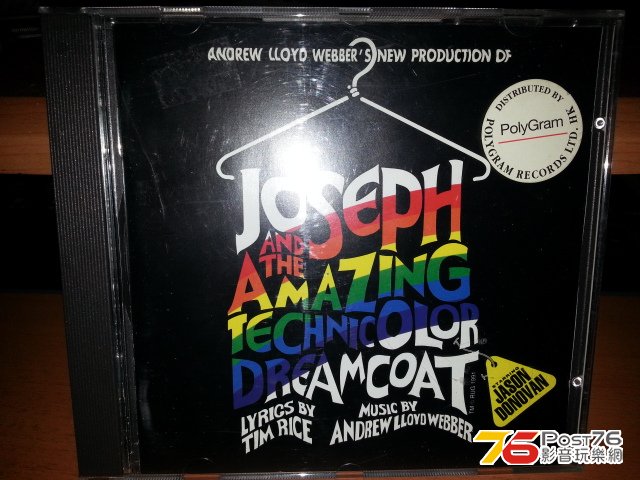 ANDREW LLOYD WEBBER'S NEW PRODUCTION OF
JOSEPH
AND THE
AMAZING
TECHNICOLOR
DREAMCOAT
LYRICS BY
TIM RICE
MUSIC BY
ANDREW LLOYD WEBBER
STARRING
JASON
DONOVAN
DISTRIBUTED BY
PolyGram
POLYGRAM RECORDS LTD. HK
76 Post76
影音玩樂網